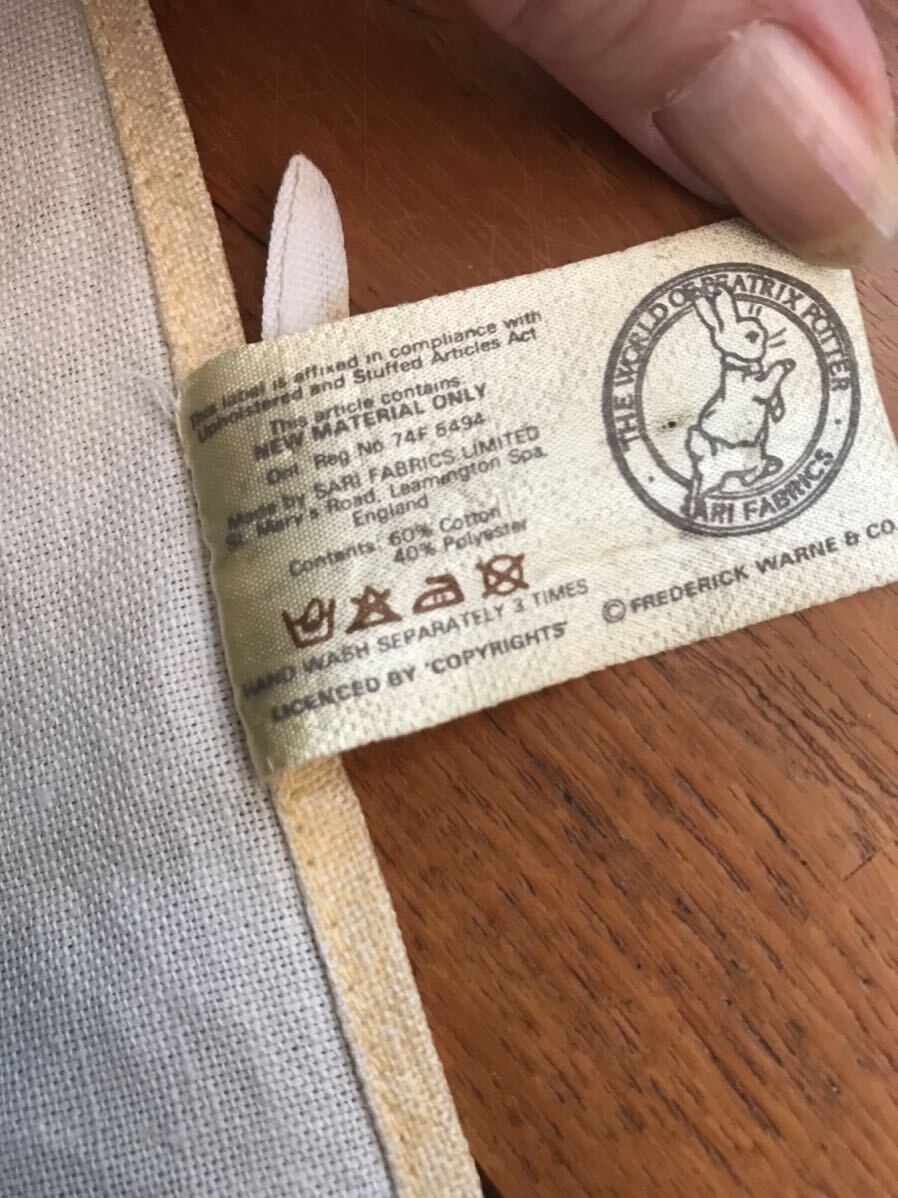 This label is affixed in compliance with
Upholstered and Stuffed Articles Act
This article contains:
NEW MATERIAL ONLY
Ont. Reg No 74F 5494
Made by SARI FABRICS LIMITED
St. Mary's Road, Leamington Spa,
England
Contents: 60% Cotton
40% Polyester
HAND WASH SEPARATELY 3 TIMES
LICENCED BY 'COPYRIGHTS'
THE WORLD OF BEATRIX POTTER
SARI FABRICS
© FREDERICK WARNE & CO